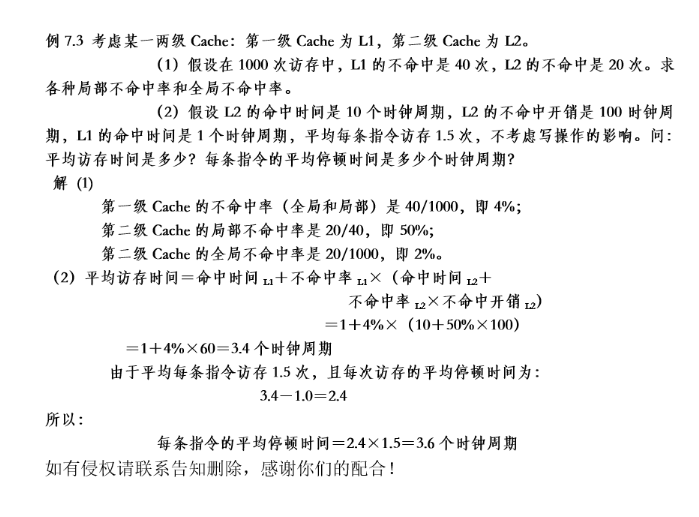 例 7.3 考虑某一两级 Cache：第一级 Cache 为 L1，第二级 Cache 为 L2。
（1）假设在 1000 次访存中，L1 的不命中是 40 次，L2 的不命中是 20 次。求
各种局部不命中率和全局不命中率。
（2）假设 L2 的命中时间是 10 个时钟周期，L2 的不命中开销是 100 时钟周
期，L1 的命中时间是 1 个时钟周期，平均每条指令访存 1.5 次，不考虑写操作的影响。问：
平均访存时间是多少？每条指令的平均停顿时间是多少个时钟周期？
解 (1)
第一级 Cache 的不命中率（全局和局部）是 40/1000，即 4%；
第二级 Cache 的局部不命中率是 20/40，即 50%；
第二级 Cache 的全局不命中率是 20/1000，即 2%。
（2）平均访存时间＝命中时间 L1＋不命中率 L1×（命中时间 L2＋
不命中率 L2×不命中开销 L2）
＝1＋4%×（10＋50%×100）
＝1＋4%×60＝3.4 个时钟周期
由于平均每条指令访存 1.5 次，且每次访存的平均停顿时间为：
3.4－1.0＝2.4
所以：
每条指令的平均停顿时间＝2.4×1.5＝3.6 个时钟周期
如有侵权请联系告知删除，感谢你们的配合！